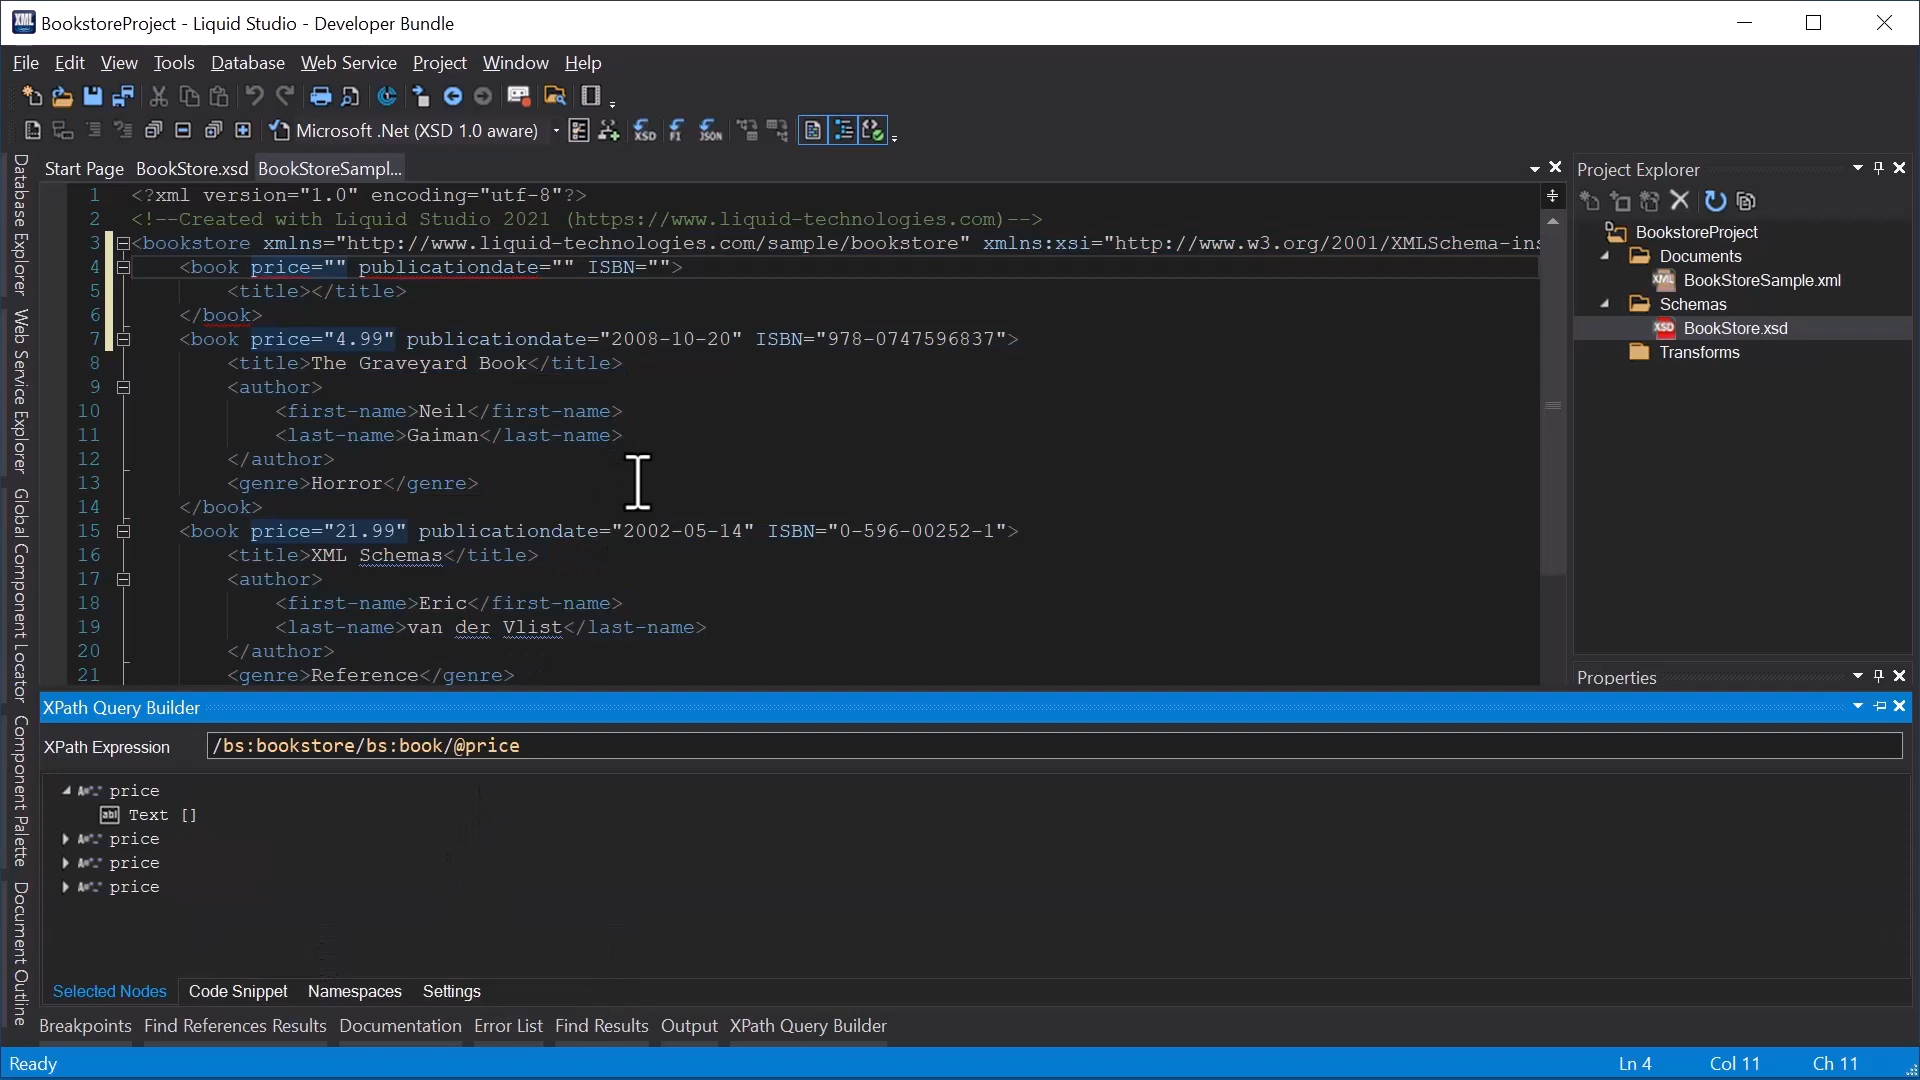 BookstoreProject - Liquid Studio - Developer Bundle
File Edit View Tools Database Web Service Project Window Help
Microsoft .Net (XSD 1.0 aware) XSD FI JSON
Start Page BookStore.xsd BookStoreSampl...
1 <?xml version="1.0" encoding="utf-8"?>
2 <!--Created with Liquid Studio 2021 (https://www.liquid-technologies.com)-->
3 <bookstore xmlns="http://www.liquid-technologies.com/sample/bookstore" xmlns:xsi="http://www.w3.org/2001/XMLSchema-ins
4 <book price="" publicationdate="" ISBN="">
5 <title></title>
6 </book>
7 <book price="4.99" publicationdate="2008-10-20" ISBN="978-0747596837">
8 <title>The Graveyard Book</title>
9 <author>
10 <first-name>Neil</first-name>
11 <last-name>Gaiman</last-name>
12 </author>
13 <genre>Horror</genre>
14 </book>
15 <book price="21.99" publicationdate="2002-05-14" ISBN="0-596-00252-1">
16 <title>XML Schemas</title>
17 <author>
18 <first-name>Eric</first-name>
19 <last-name>van der Vlist</last-name>
20 </author>
21 <genre>Reference</genre>
Database Explorer
Web Service Explorer
Global Component Locator
Component Palette
Document Outline
Project Explorer
BookstoreProject
Documents
BookStoreSample.xml
Schemas
BookStore.xsd
Transforms
Properties
XPath Query Builder
XPath Expression /bs:bookstore/bs:book/@price
price
Text []
price
price
price
Selected Nodes Code Snippet Namespaces Settings
Breakpoints Find References Results Documentation Error List Find Results Output XPath Query Builder
Ready Ln 4 Col 11 Ch 11